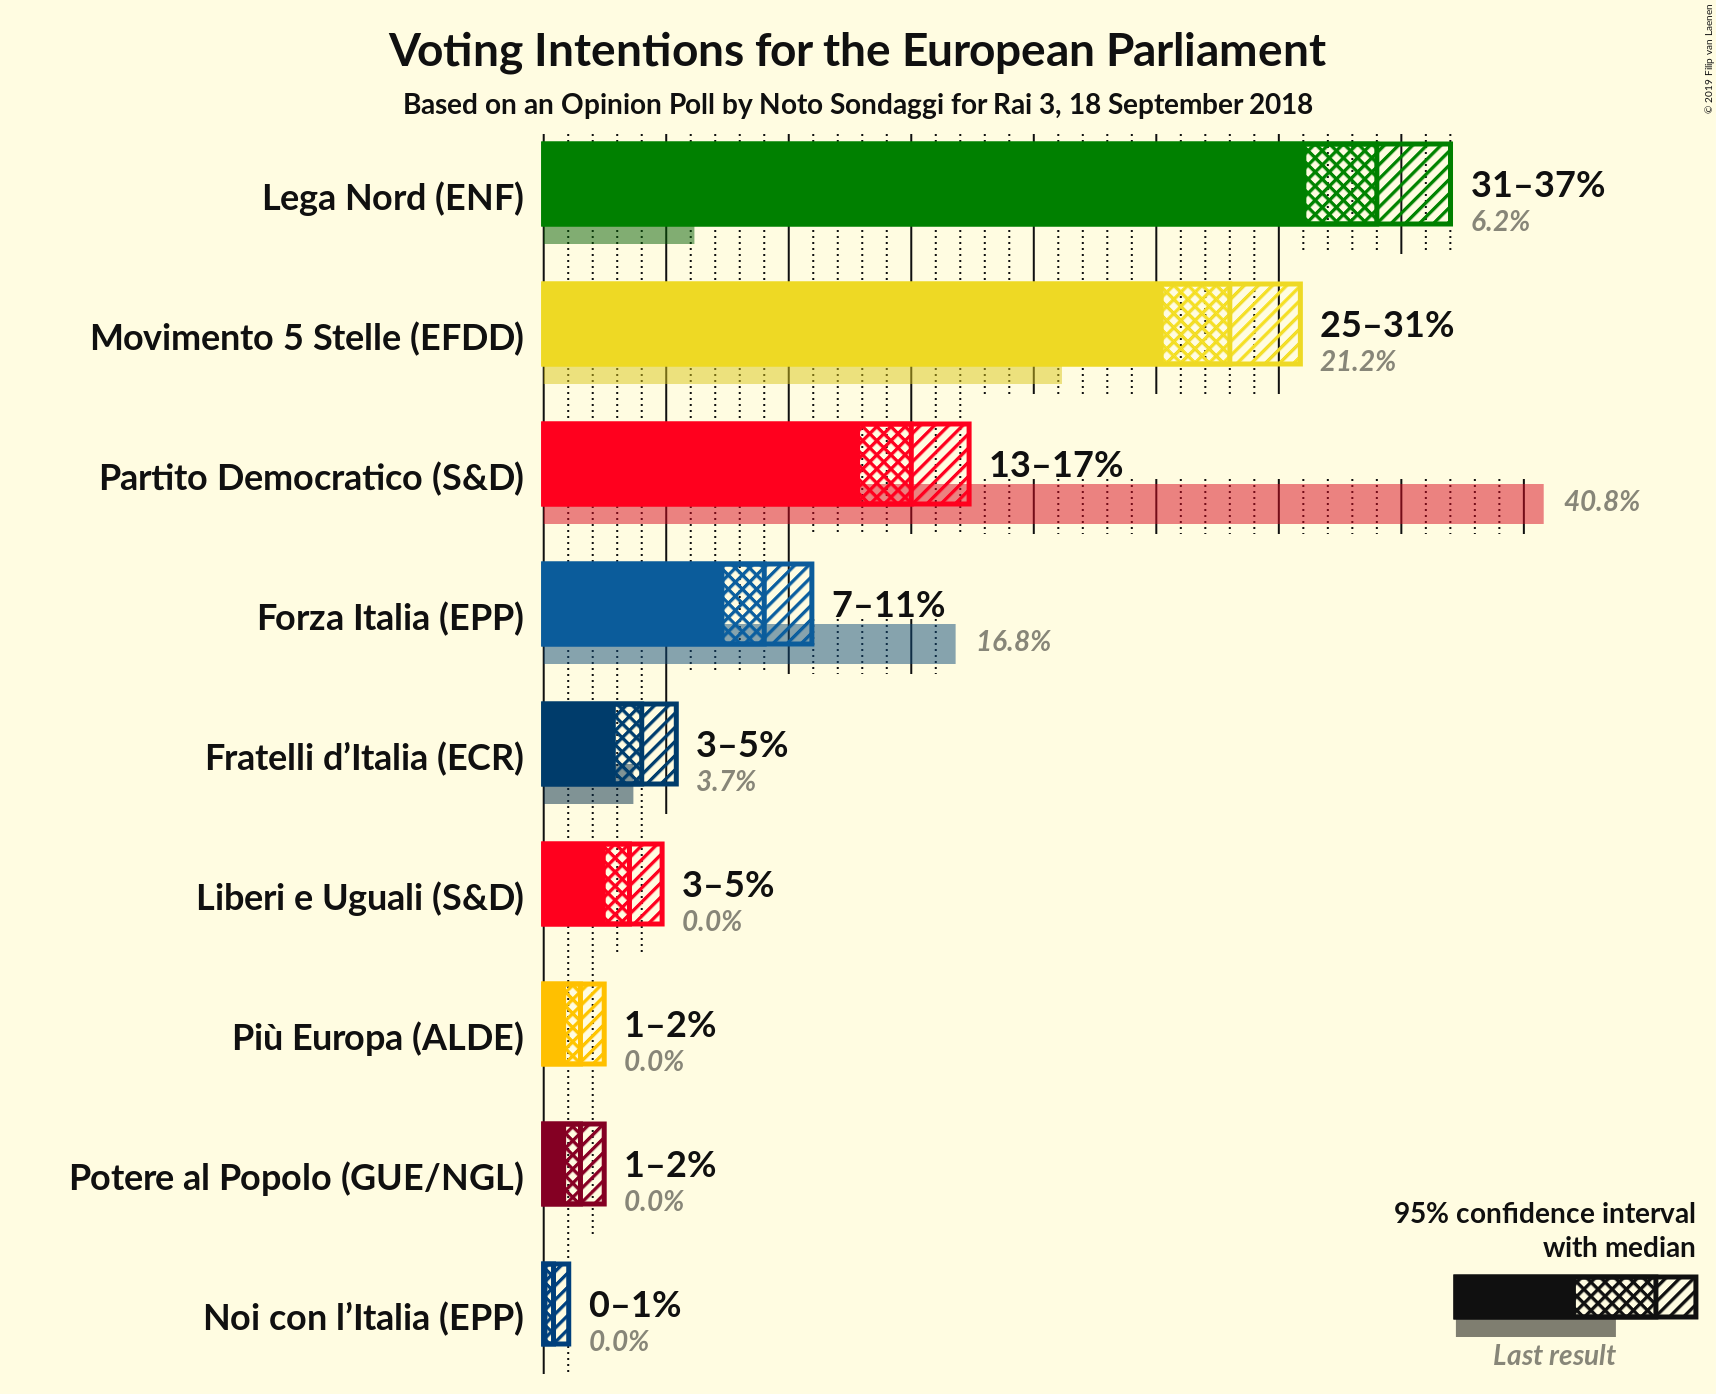 Voting Intentions for the European Parliament
Based on an Opinion Poll by Noto Sondaggi for Rai 3, 18 September 2018
© 2019 Filip van Laenen
Lega Nord (ENF)
31–37%
6.2%
Movimento 5 Stelle (EFDD)
25–31%
21.2%
Partito Democratico (S&D)
13–17%
40.8%
Forza Italia (EPP)
7–11%
16.8%
Fratelli d’Italia (ECR)
3–5%
3.7%
Liberi e Uguali (S&D)
3–5%
0.0%
Più Europa (ALDE)
1–2%
0.0%
Potere al Popolo (GUE/NGL)
1–2%
0.0%
Noi con l’Italia (EPP)
0–1%
0.0%
95% confidence interval
with median
Last result